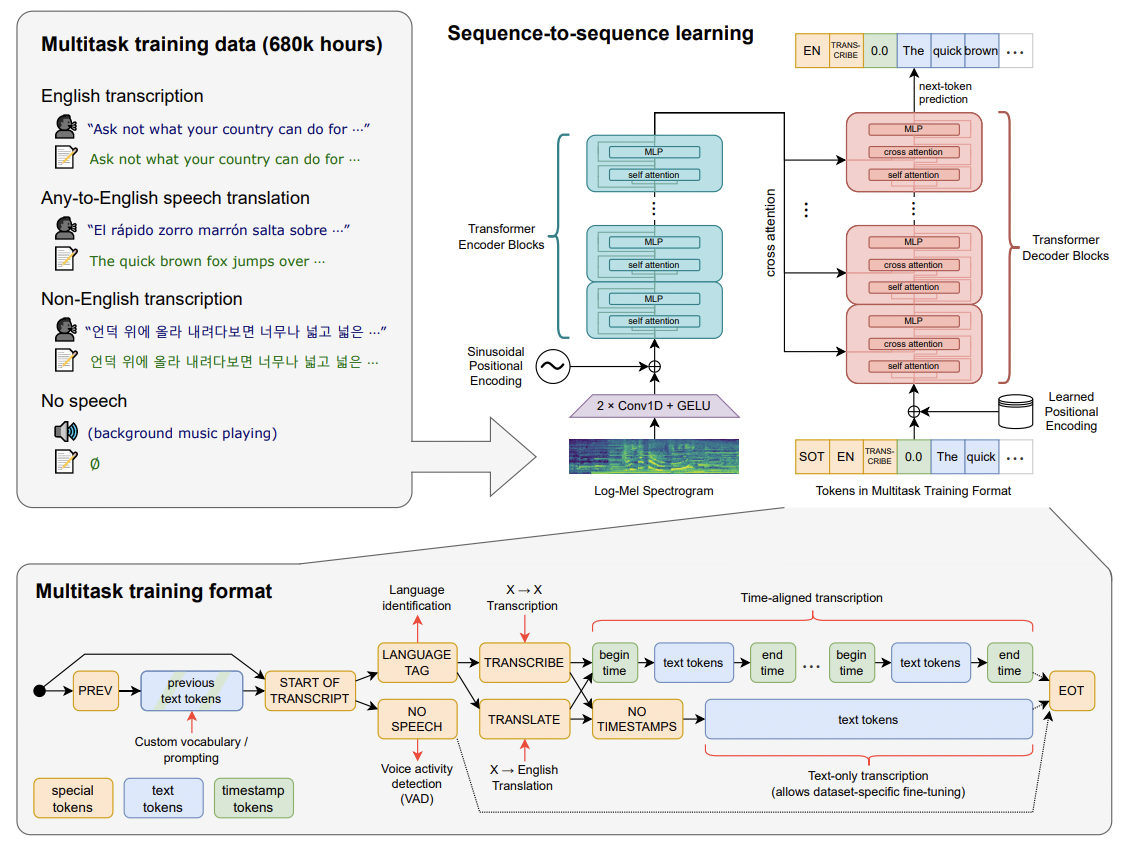 Multitask training data (680k hours)
English transcription
“Ask not what your country can do for ⋯”
Ask not what your country can do for ⋯
Any-to-English speech translation
“El rápido zorro marrón salta sobre ⋯”
The quick brown fox jumps over ⋯
Non-English transcription
“언덕 위에 올라 내려다보면 너무나 넓고 넓은 ⋯”
언덕 위에 올라 내려다보면 너무나 넓고 넓은 ⋯
No speech
(background music playing)
Ø
Sequence-to-sequence learning
EN
TRANS-
CRIBE
0.0
The
quick
brown
⋯
next-token
prediction
MLP
self attention
⋮
MLP
self attention
MLP
self attention
Transformer
Encoder Blocks
cross attention
⋮
MLP
cross attention
self attention
⋮
MLP
cross attention
self attention
MLP
cross attention
self attention
Transformer
Decoder Blocks
Sinusoidal
Positional
Encoding
~
2 × Conv1D + GELU
Log-Mel Spectrogram
Learned
Positional
Encoding
SOT
EN
TRANS-
CRIBE
0.0
The
quick
⋯
Tokens in Multitask Training Format
Multitask training format
Language
identification
X → X
Transcription
Time-aligned transcription
PREV
previous
text tokens
START OF
TRANSCRIPT
LANGUAGE
TAG
NO
SPEECH
TRANSCRIBE
TRANSLATE
begin
time
text tokens
end
time
⋯
begin
time
text tokens
end
time
NO
TIMESTAMPS
text tokens
EOT
Custom vocabulary /
prompting
Voice activity
detection
(VAD)
X → English
Translation
Text-only transcription
(allows dataset-specific fine-tuning)
special
tokens
text
tokens
timestamp
tokens